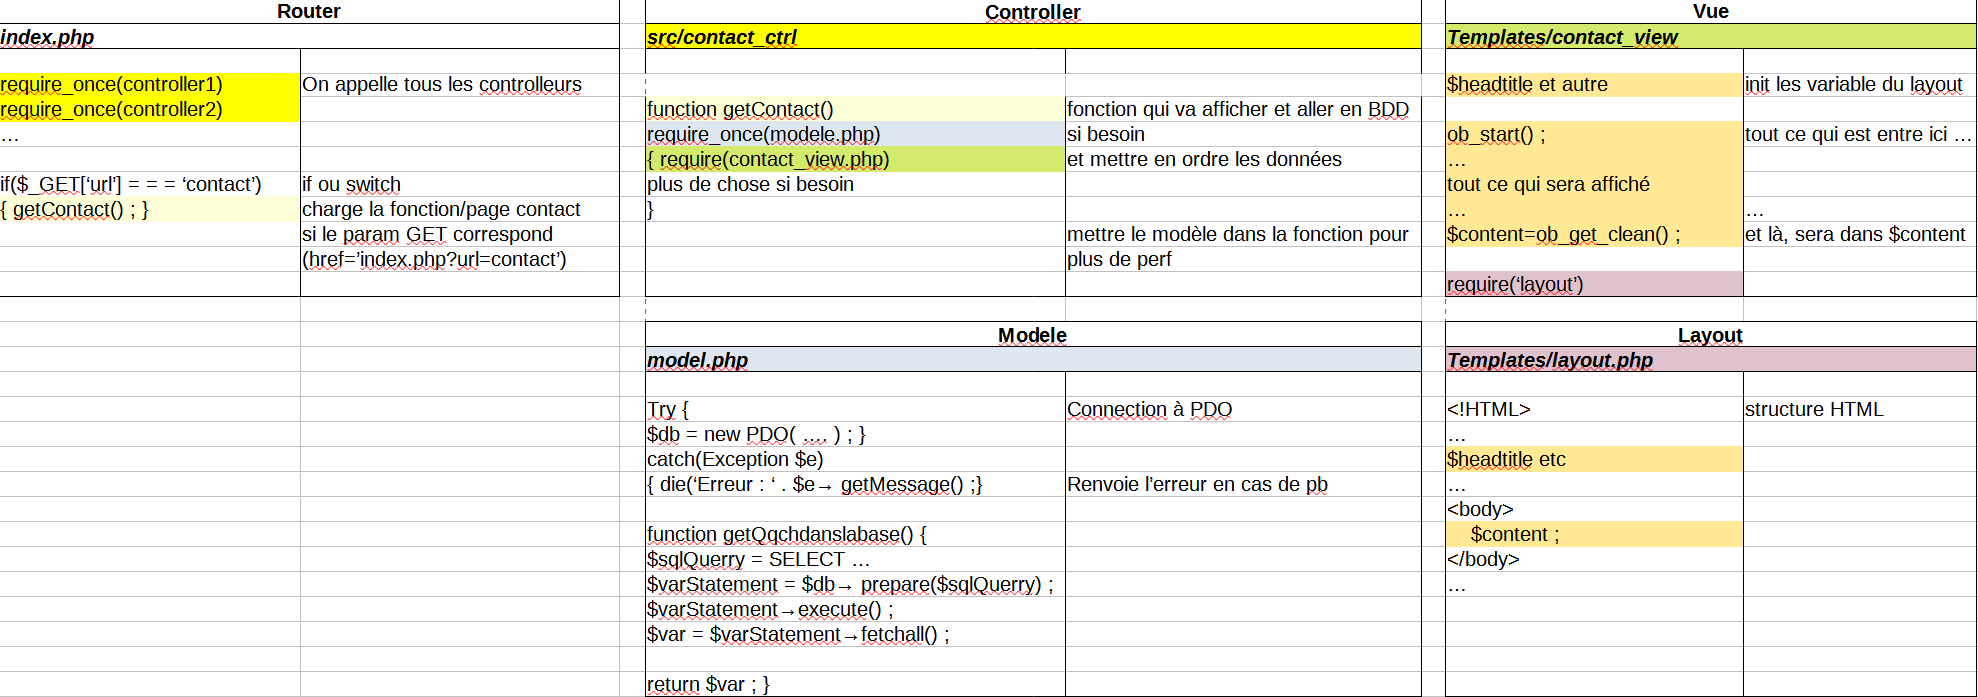 Router
index.php
require_once(controller1)
On appelle tous les controlleurs
require_once(controller2)
…
if($_GET[‘url’] = = = ‘contact’)
if ou switch
{ getContact() ; }
charge la fonction/page contact
si le param GET correspond
(href=’index.php?url=contact’)
Controller
src/contact_ctrl
function getContact()
fonction qui va afficher et aller en BDD
require_once(modele.php)
si besoin
{ require(contact_view.php)
et mettre en ordre les données
plus de chose si besoin
}
mettre le modèle dans la fonction pour
plus de perf
Vue
Templates/contact_view
$headtitle et autre
init les variable du layout
ob_start() ;
tout ce qui est entre ici …
…
tout ce qui sera affiché
…
…
$content=ob_get_clean() ;
et là, sera dans $content
require(‘layout’)
Modele
model.php
Try {
Connection à PDO
$db = new PDO( …. ) ; }
catch(Exception $e)
{ die(‘Erreur : ‘ . $e→ getMessage() ;}
Renvoie l’erreur en cas de pb
function getQqchdanslabase() {
$sqlQuerry = SELECT …
$varStatement = $db→ prepare($sqlQuerry) ;
$varStatement→execute() ;
$var = $varStatement→fetchall() ;
return $var ; }
Layout
Templates/layout.php
<!HTML>
structure HTML
…
$headtitle etc
…
<body>
$content ;
</body>
…